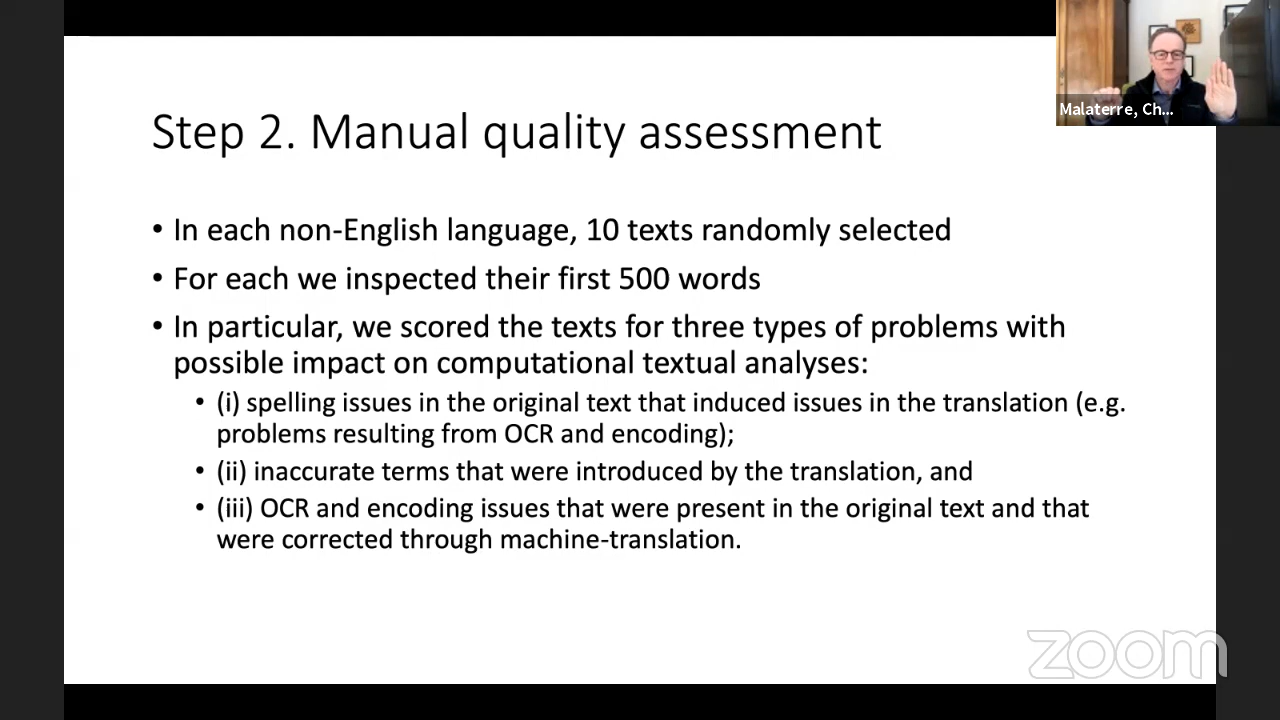 Malaterre, Ch...
Step 2. Manual quality assessment
• In each non-English language, 10 texts randomly selected
• For each we inspected their first 500 words
• In particular, we scored the texts for three types of problems with
possible impact on computational textual analyses:
• (i) spelling issues in the original text that induced issues in the translation (e.g.
problems resulting from OCR and encoding);
• (ii) inaccurate terms that were introduced by the translation, and
• (iii) OCR and encoding issues that were present in the original text and that
were corrected through machine-translation.
zoom